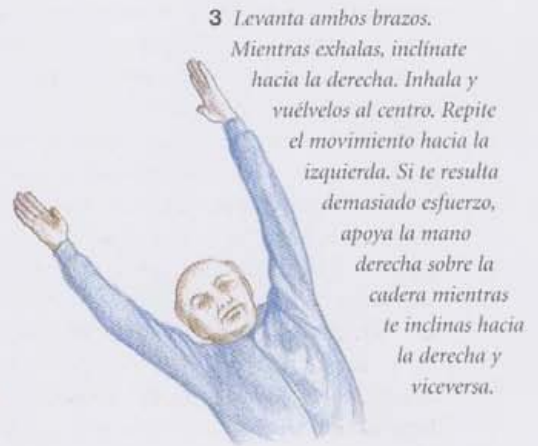 3 Levanta ambos brazos.
Mientras exhalas, inclínate
hacia la derecha. Inhala y
vuélvelos al centro. Repite
el movimiento hacia la
izquierda. Si te resulta
demasiado esfuerzo,
apoya la mano
derecha sobre la
cadera mientras
te inclinas hacia
la derecha y
viceversa.